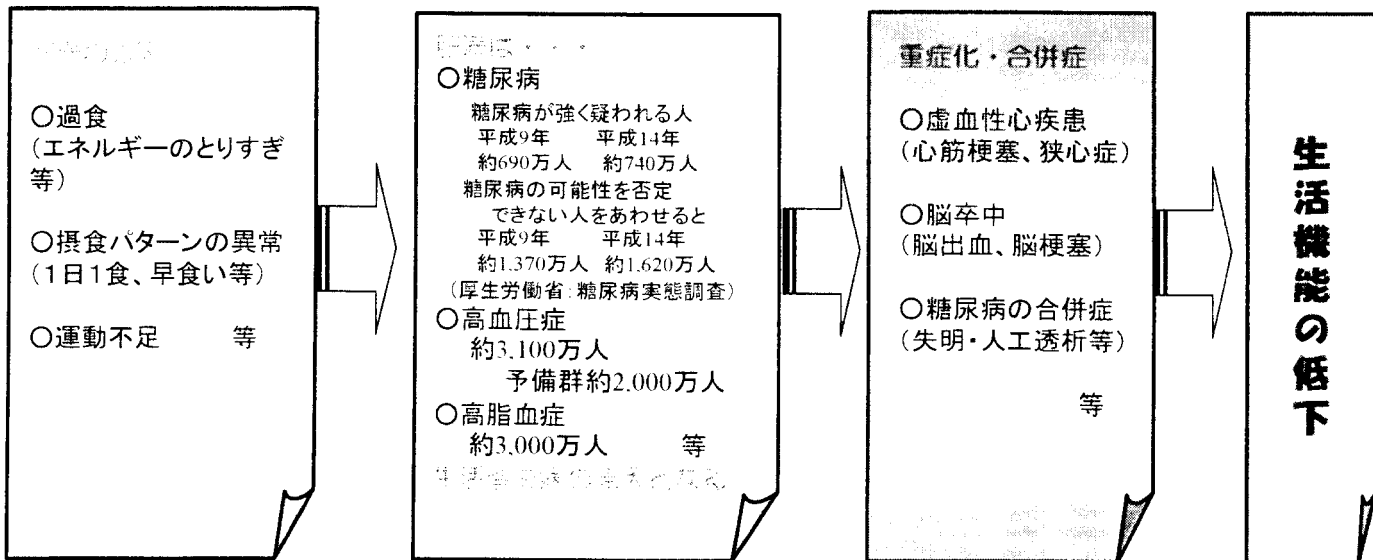 ○過食
(エネルギーのとりすぎ
等)
○摂食パターンの異常
(1日1食、早食い等)
○運動不足　　等
○糖尿病
糖尿病が強く疑われる人
平成9年　　平成14年
約690万人　約740万人
糖尿病の可能性を否定
できない人をあわせると
平成9年　　平成14年
約1,370万人　約1,620万人
(厚生労働省:糖尿病実態調査)
○高血圧症
約3,100万人
予備群約2,000万人
○高脂血症
約3,000万人　　等
重症化・合併症
○虚血性心疾患
(心筋梗塞、狭心症)
○脳卒中
(脳出血、脳梗塞)
○糖尿病の合併症
(失明・人工透析等)
等
生活機能の低下